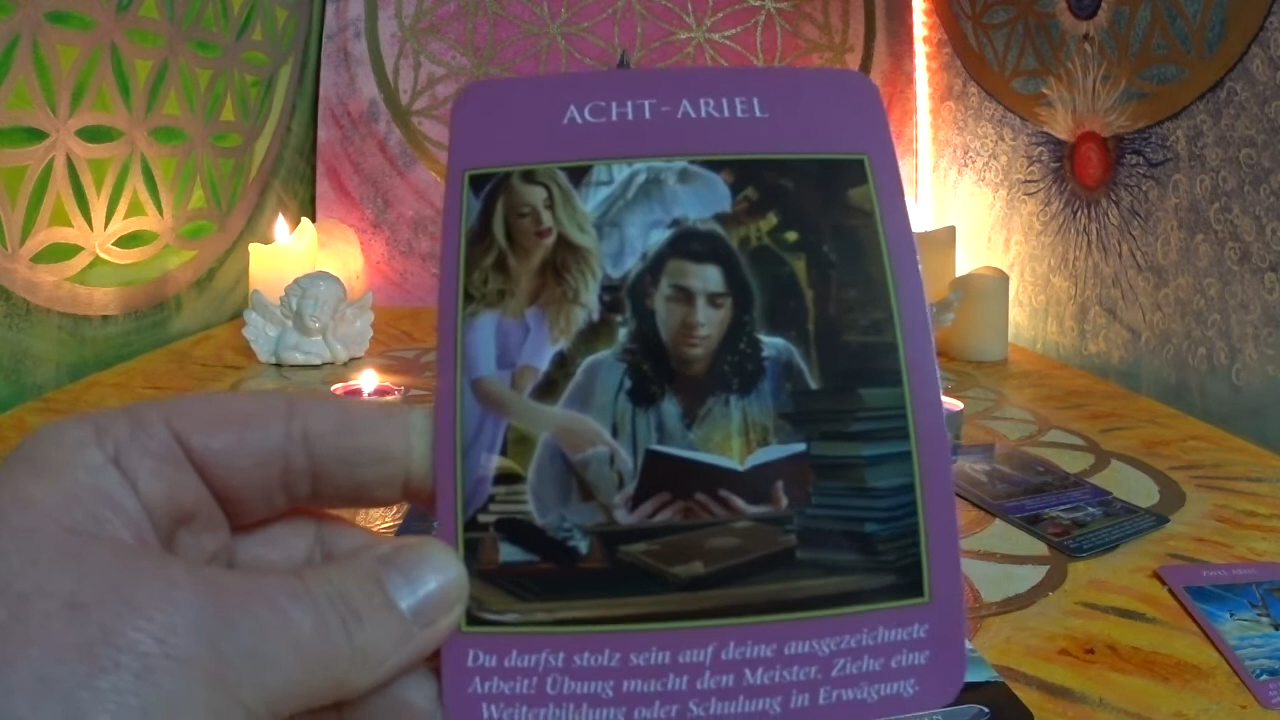 ACHT-ARIEL
Du darfst stolz sein auf deine ausgezeichnete
Arbeit! Übung macht den Meister. Ziehe eine
Weiterbildung oder Schulung in Erwägung.